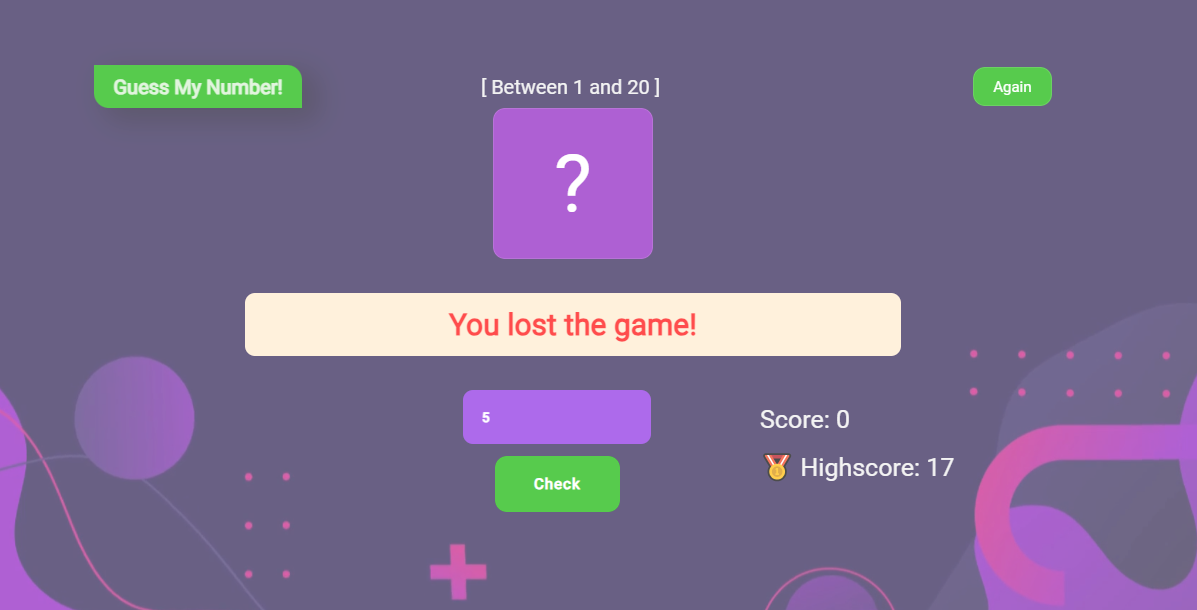 Guess My Number!
[ Between 1 and 20 ]
Again
?
You lost the game!
5
Score: 0
Check
🥇 Highscore: 17